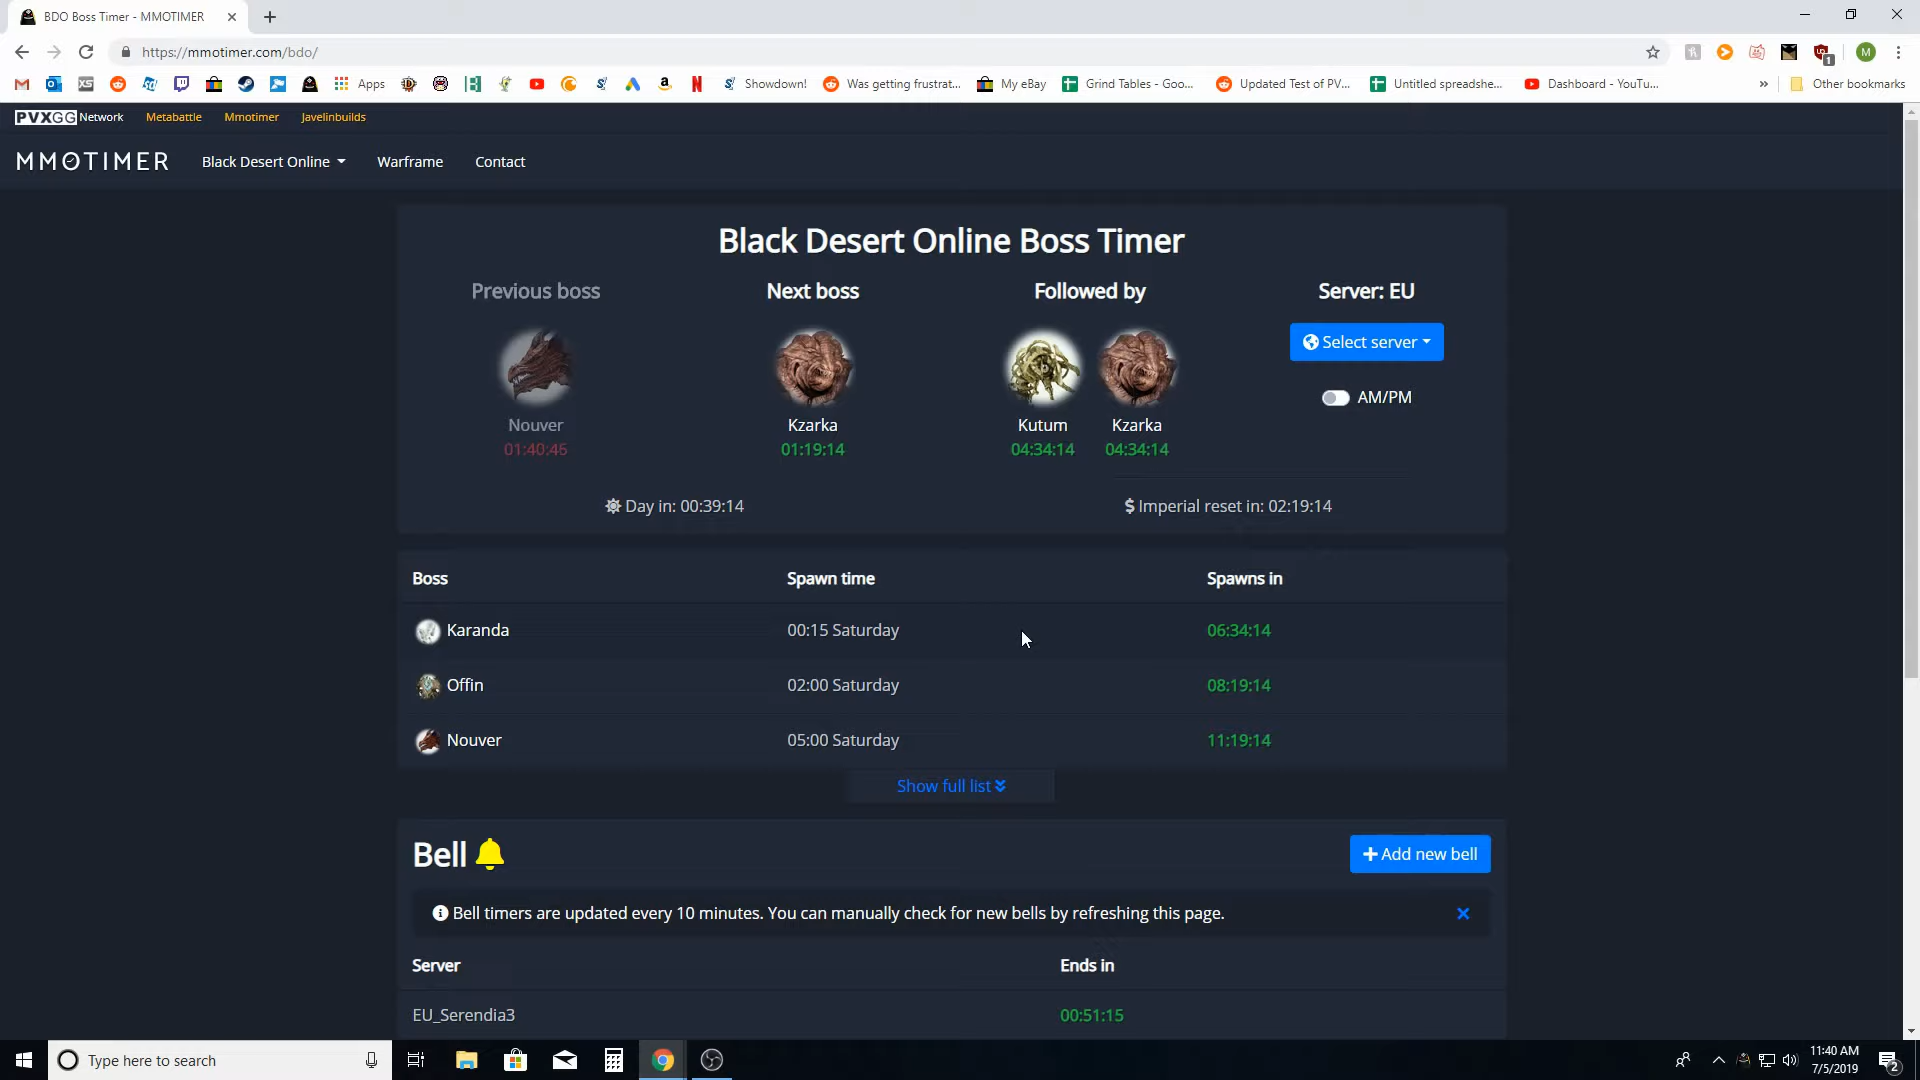 BDO Boss Timer - MMOTIMER
https://mmotimer.com/bdo/
Apps
Showdown!
Was getting frustrat...
My eBay
Grind Tables - Goo...
Updated Test of PV...
Untitled spreadshe...
Dashboard - YouTu...
Other bookmarks
PVXGG Network Metabattle Mmotimer Javelinbuilds
MMOTIMER Black Desert Online Warframe Contact
Black Desert Online Boss Timer
Previous boss Next boss Followed by Server: EU
Select server
AM/PM
Nouver Kzarka Kutum Kzarka
01:40:45 01:19:14 04:34:14 04:34:14
Day in: 00:39:14 Imperial reset in: 02:19:14
Boss Spawn time Spawns in
Karanda 00:15 Saturday 06:34:14
Offin 02:00 Saturday 08:19:14
Nouver 05:00 Saturday 11:19:14
Show full list
Bell Add new bell
Bell timers are updated every 10 minutes. You can manually check for new bells by refreshing this page.
Server Ends in
EU_Serendia3 00:51:15
Type here to search
11:40 AM
7/5/2019